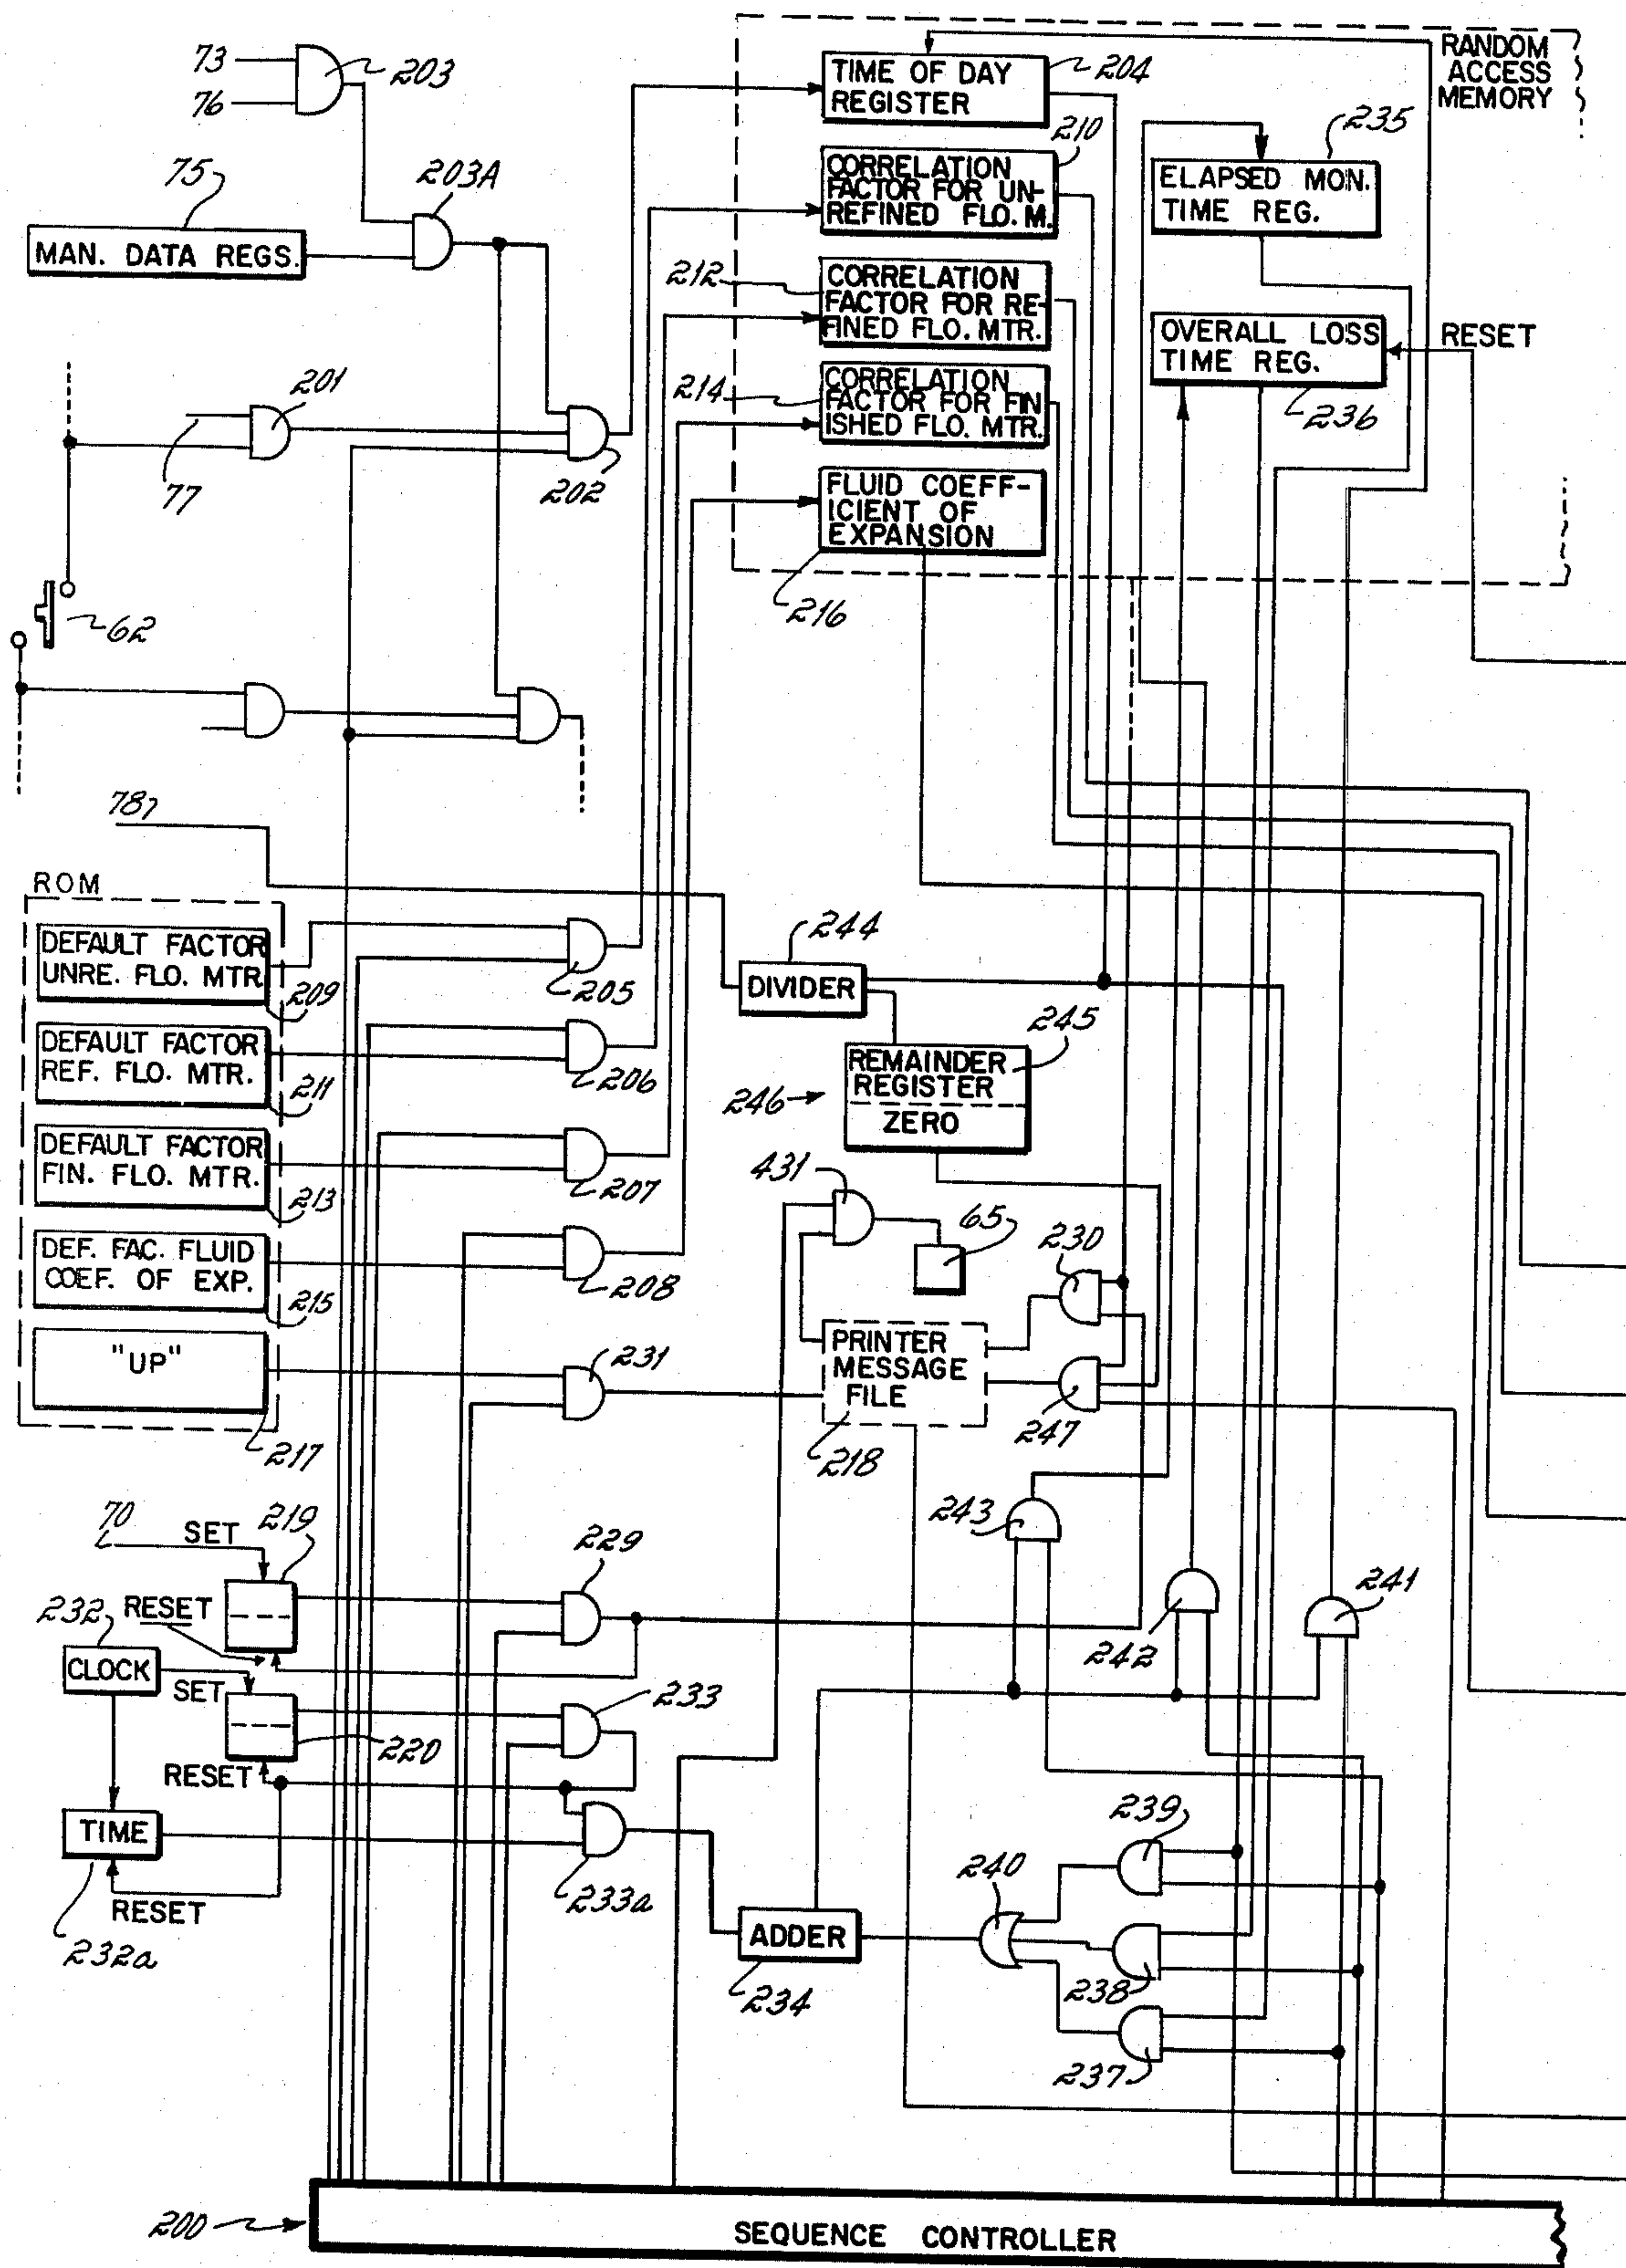 73
76
203
RANDOM
ACCESS
MEMORY
TIME OF DAY
REGISTER
204
75
203A
MAN. DATA REGS.
210
CORRELATION
FACTOR FOR UN-
REFINED FLO. M.
235
ELAPSED MON.
TIME REG.
212
CORRELATION
FACTOR FOR RE-
FINED FLO. MTR.
OVERALL LOSS
TIME REG.
RESET
236
214
CORRELATION
FACTOR FOR FIN
ISHED FLO. MTR.
201
77
202
FLUID COEFF-
ICIENT OF
EXPANSION
216
62
78
ROM
DEFAULT FACTOR
UNRE. FLO. MTR.
209
205
244
DIVIDER
DEFAULT FACTOR
REF. FLO. MTR.
211
206
245
REMAINDER
REGISTER
ZERO
246
DEFAULT FACTOR
FIN. FLO. MTR.
213
207
431
65
230
DEF. FAC. FLUID
COEF. OF EXP.
215
208
"UP"
217
231
PRINTER
MESSAGE
FILE
218
247
70
SET
219
RESET
229
243
242
241
232
CLOCK
SET
220
RESET
233
TIME
RESET
232a
233a
ADDER
234
240
239
238
237
200
SEQUENCE CONTROLLER